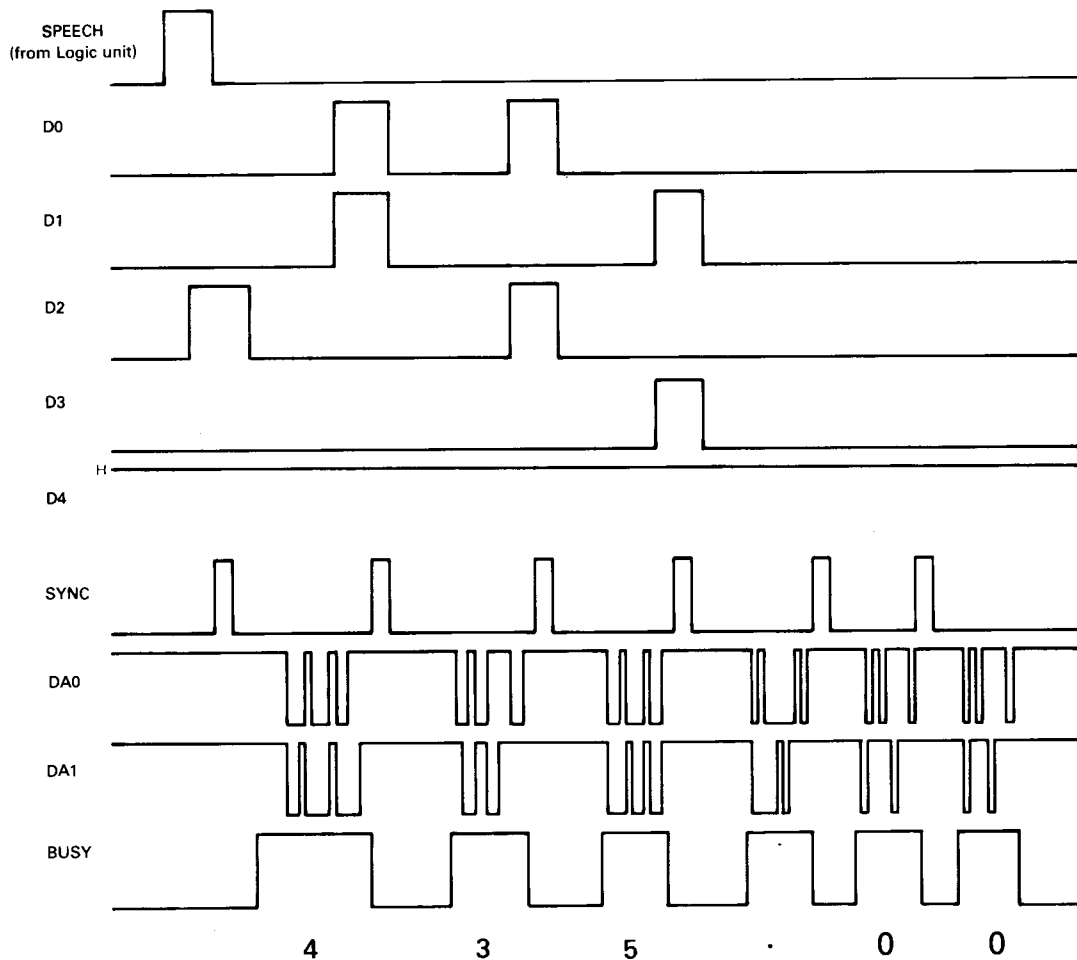 SPEECH
(from Logic unit)
D0
D1
D2
D3
H
D4
SYNC
DA0
DA1
BUSY
4 3 5 . 0 0